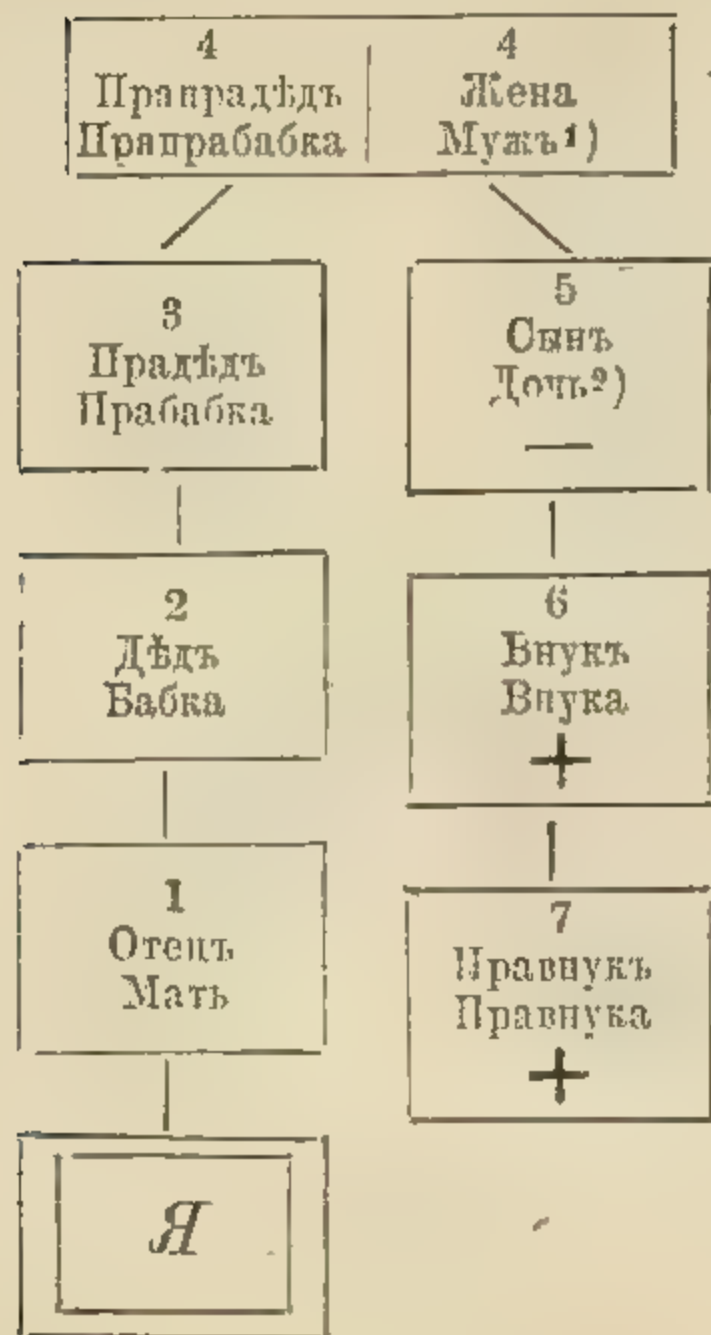 4
Прапрадѣдъ
Прапрабабка
4
Жена
Мужъ¹)
3
Прадѣдъ
Прабабка
5
Сынъ
Дочь²)
—
2
Дѣдъ
Бабка
6
Внукъ
Внука
+
1
Отецъ
Мать
7
Правнукъ
Правнука
+
Я